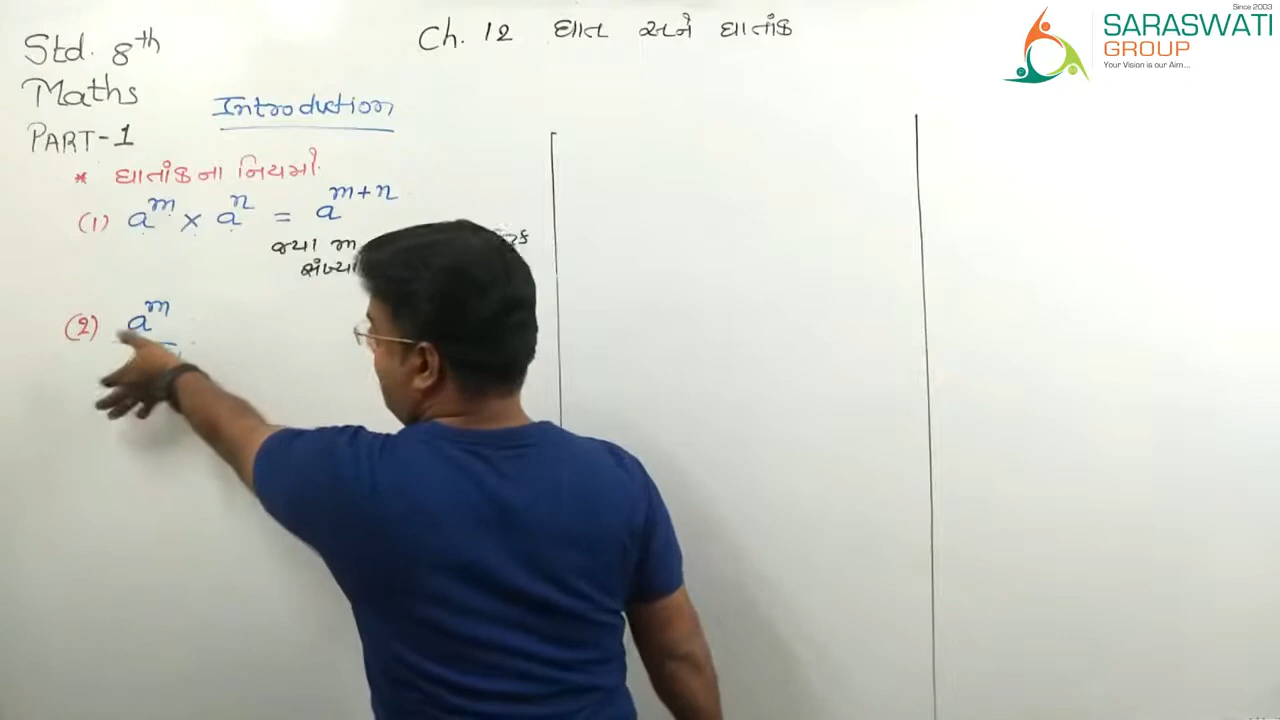 Since 2003
SARASWATI
GROUP
Your Vision is our Aim...
Ch. 12 ઘાત અને ઘાતાંક
Std. 8th
Maths
PART-1
Introduction
* ઘાતાંકના નિયમો
(1) a^m × a^n = a^(m+n)
જ્યાં m
સંખ્યા
(2) a^m